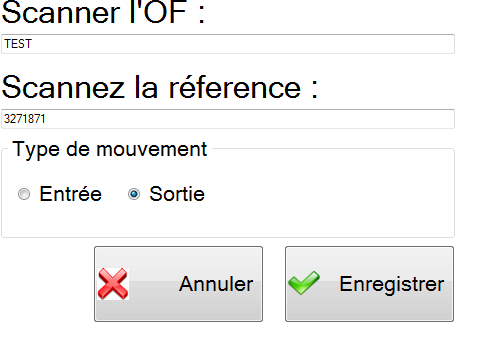 Scanner l'OF :
TEST
Scannez la réference :
3271871
Type de mouvement
Entrée Sortie
Annuler Enregistrer